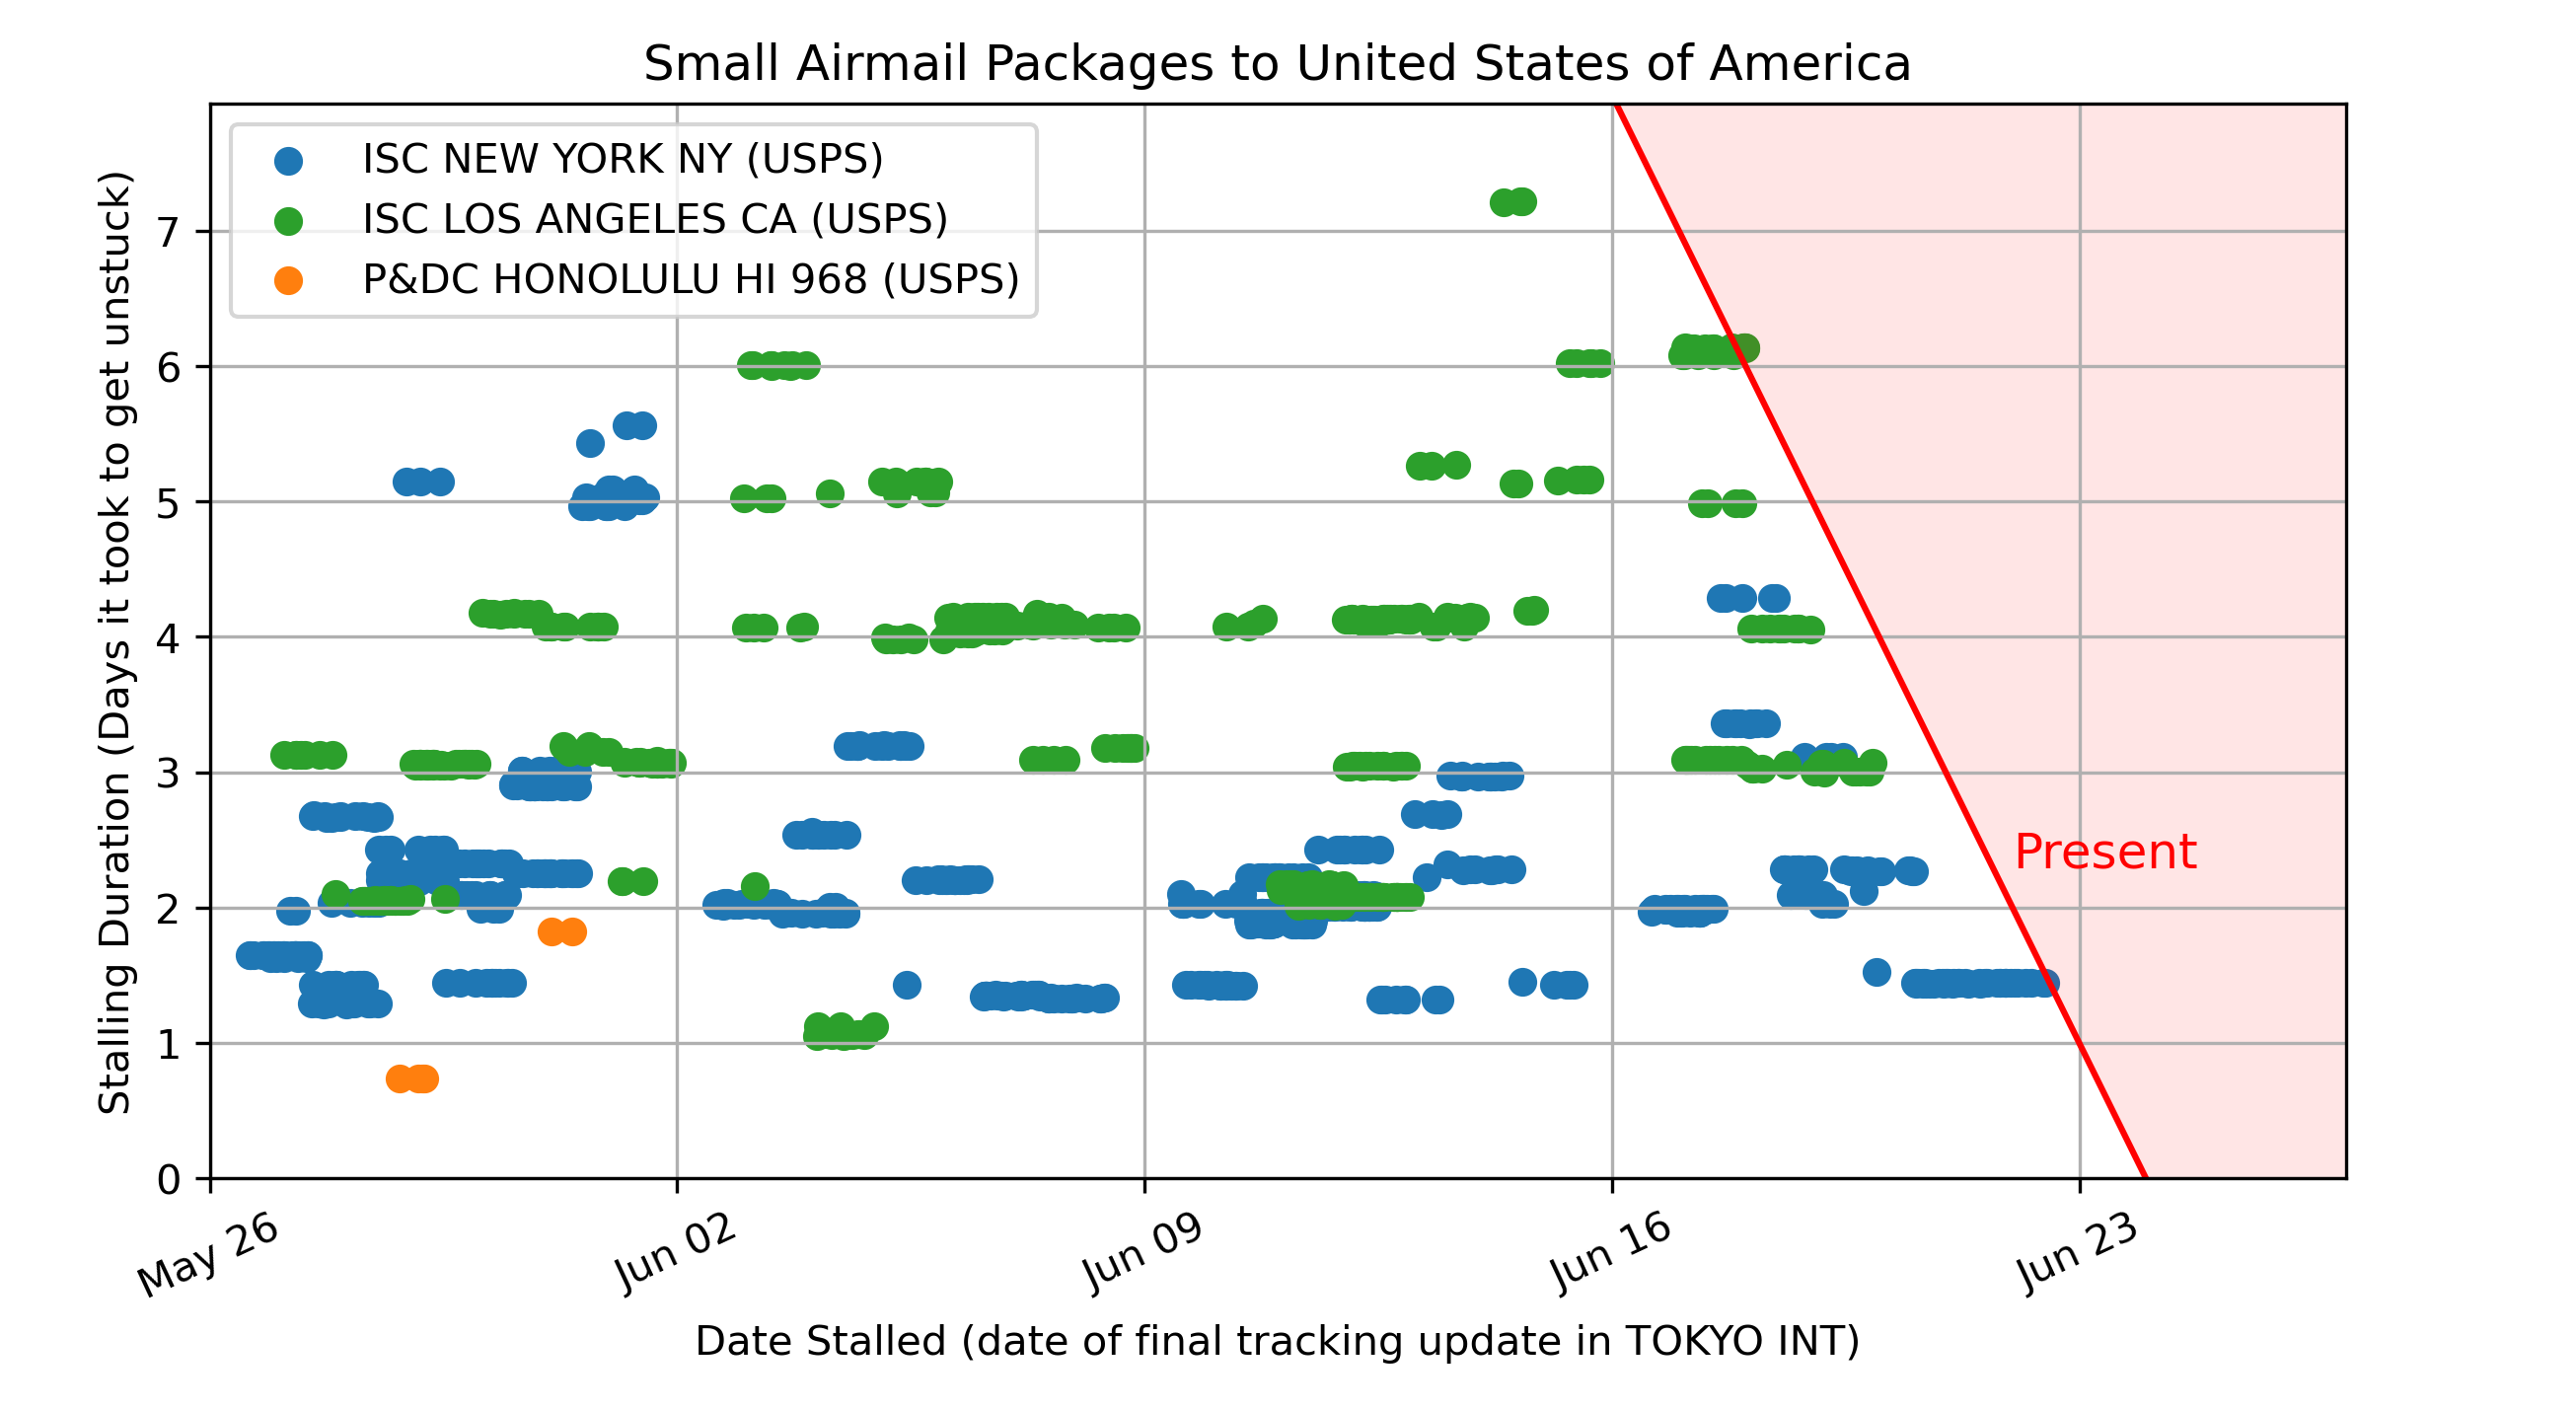 Small Airmail Packages to United States of America
ISC NEW YORK NY (USPS)
ISC LOS ANGELES CA (USPS)
P&DC HONOLULU HI 968 (USPS)
Stalling Duration (Days it took to get unstuck)
7
6
5
4
3
2
1
0
Present
May 26
Jun 02
Jun 09
Jun 16
Jun 23
Date Stalled (date of final tracking update in TOKYO INT)